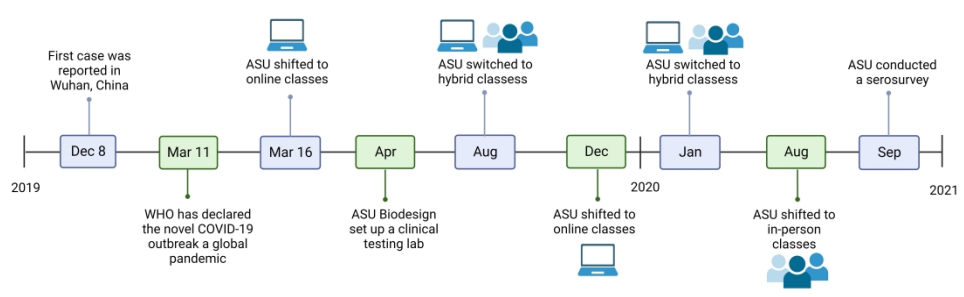 First case was
reported in
Wuhan, China
ASU shifted to
online classes
ASU switched to
hybrid classess
ASU switched to
hybrid classess
ASU conducted
a serosurvey
Dec 8
Mar 11
Mar 16
Apr
Aug
Dec
Jan
Aug
Sep
2019
2020
2021
WHO has declared
the novel COVID-19
outbreak a global
pandemic
ASU Biodesign
set up a clinical
testing lab
ASU shifted to
online classes
ASU shifted to
in-person
classes